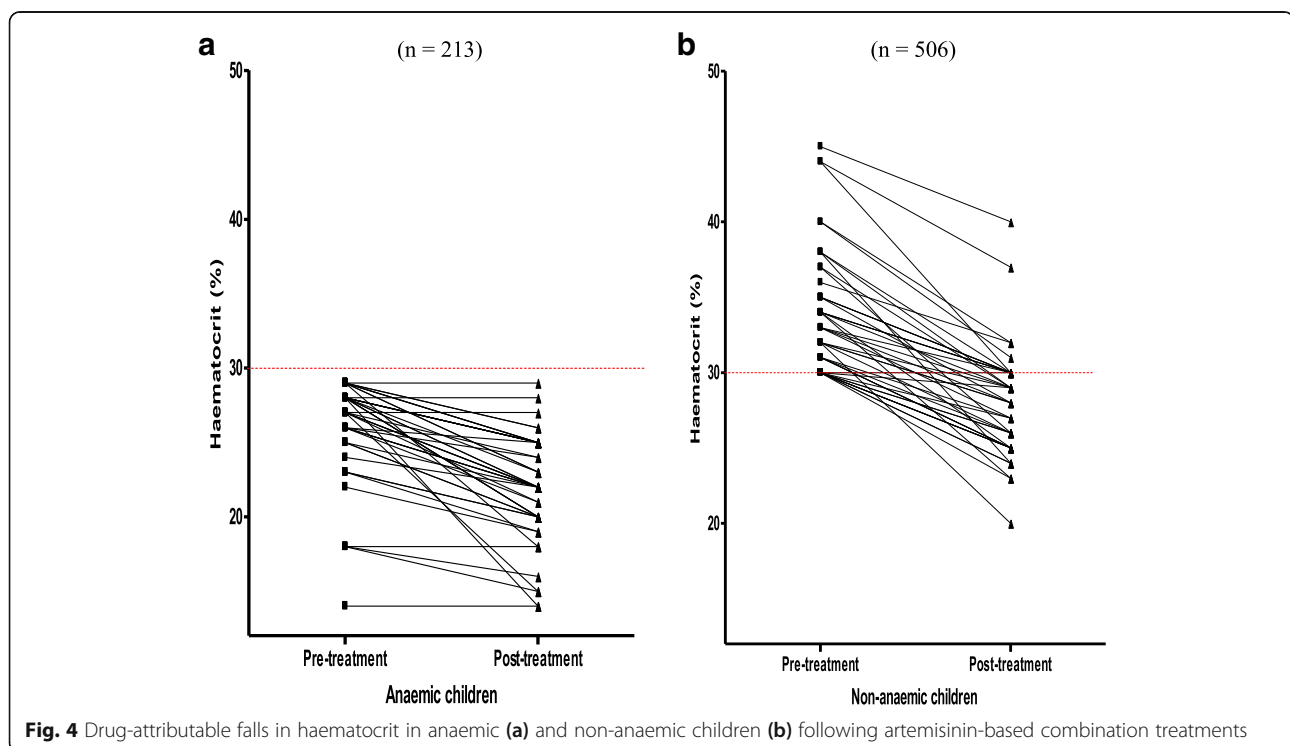 a
(n = 213)
50
40
30
20
Haematocrit (%)
Pre-treatment
Post-treatment
Anaemic children
b
(n = 506)
50
40
30
20
Haematocrit (%)
Pre-treatment
Post-treatment
Non-anaemic children
Fig. 4 Drug-attributable falls in haematocrit in anaemic (a) and non-anaemic children (b) following artemisinin-based combination treatments